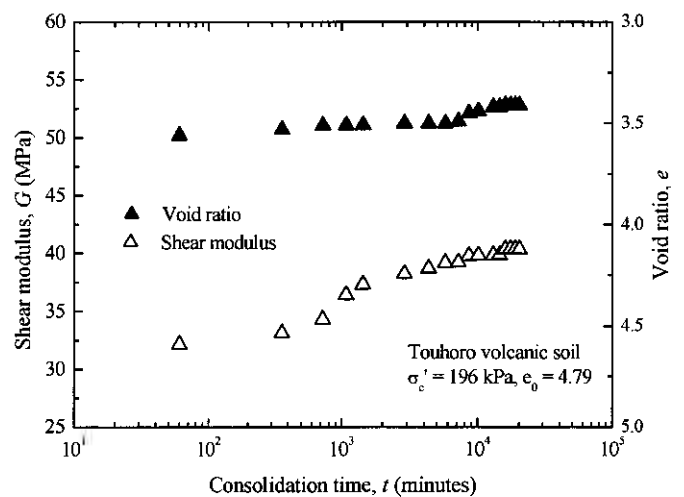 60
55
50
45
40
35
30
25
Shear modulus, G (MPa)
3.0
3.5
4.0
4.5
5.0
Void ratio, e
Void ratio
Shear modulus
Touhoro volcanic soil
σc' = 196 kPa, e0 = 4.79
10^1 10^2 10^3 10^4 10^5
Consolidation time, t (minutes)